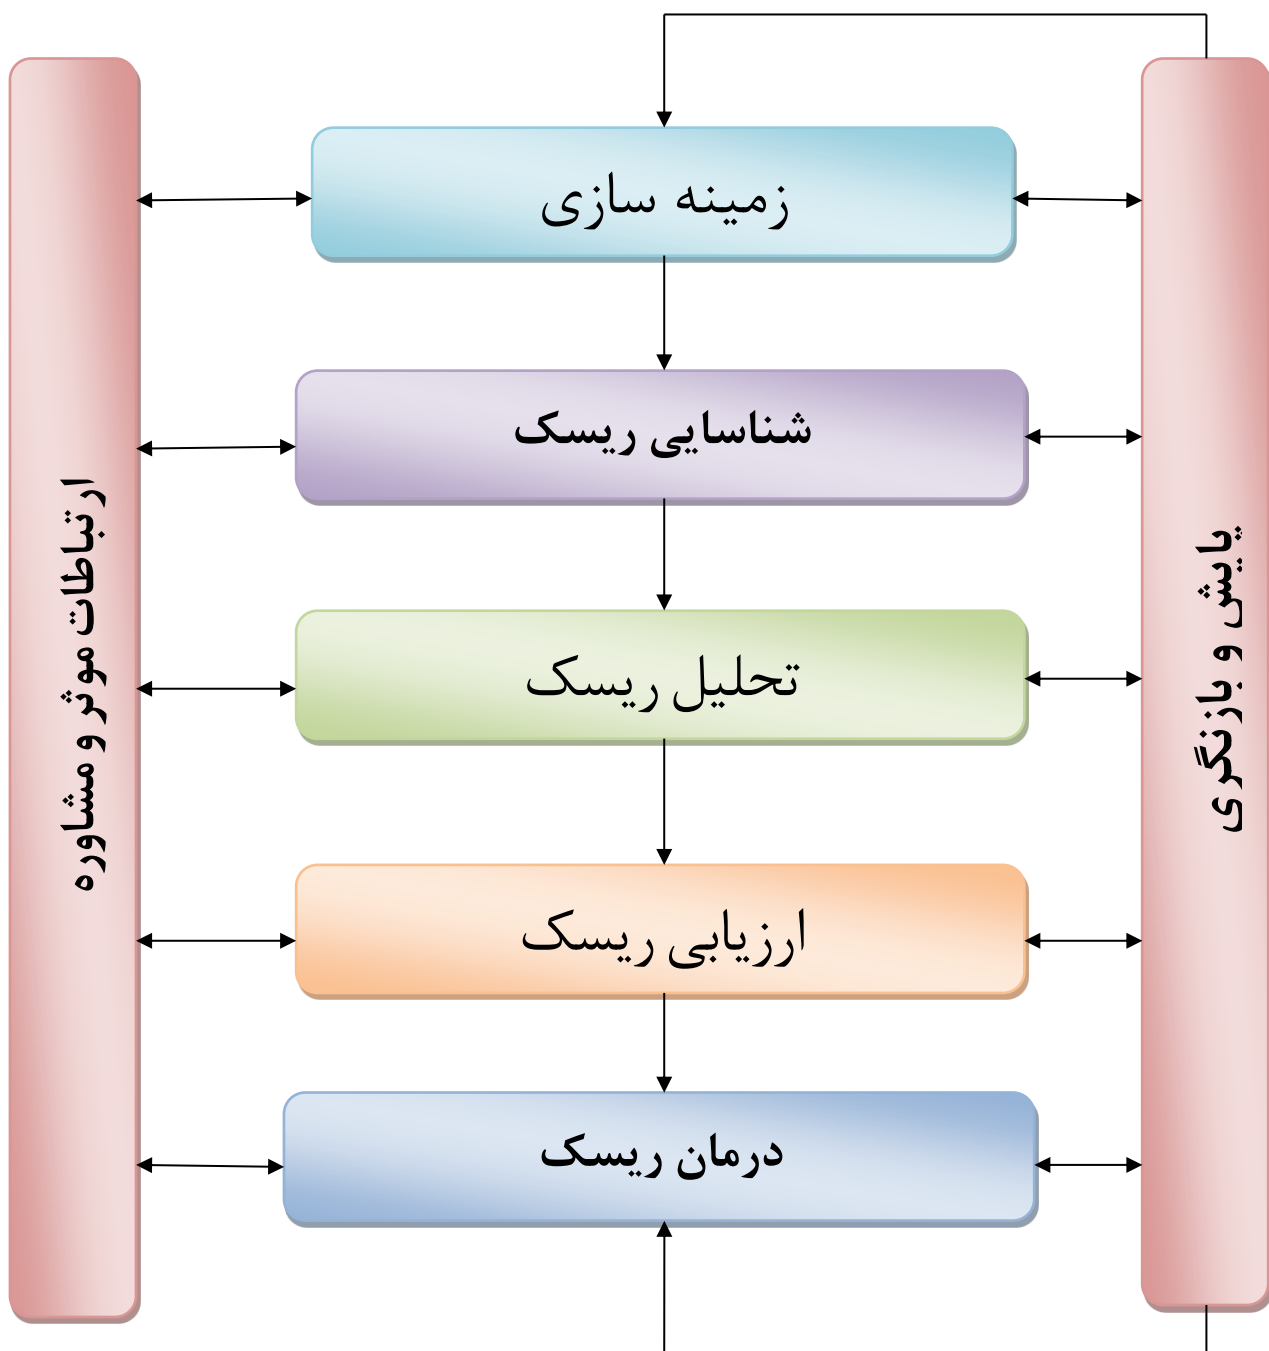 زمینه سازی
شناسایی ریسک
تحلیل ریسک
ارزیابی ریسک
درمان ریسک
پایش و بازنگری
ارتباطات موثر و مشاوره